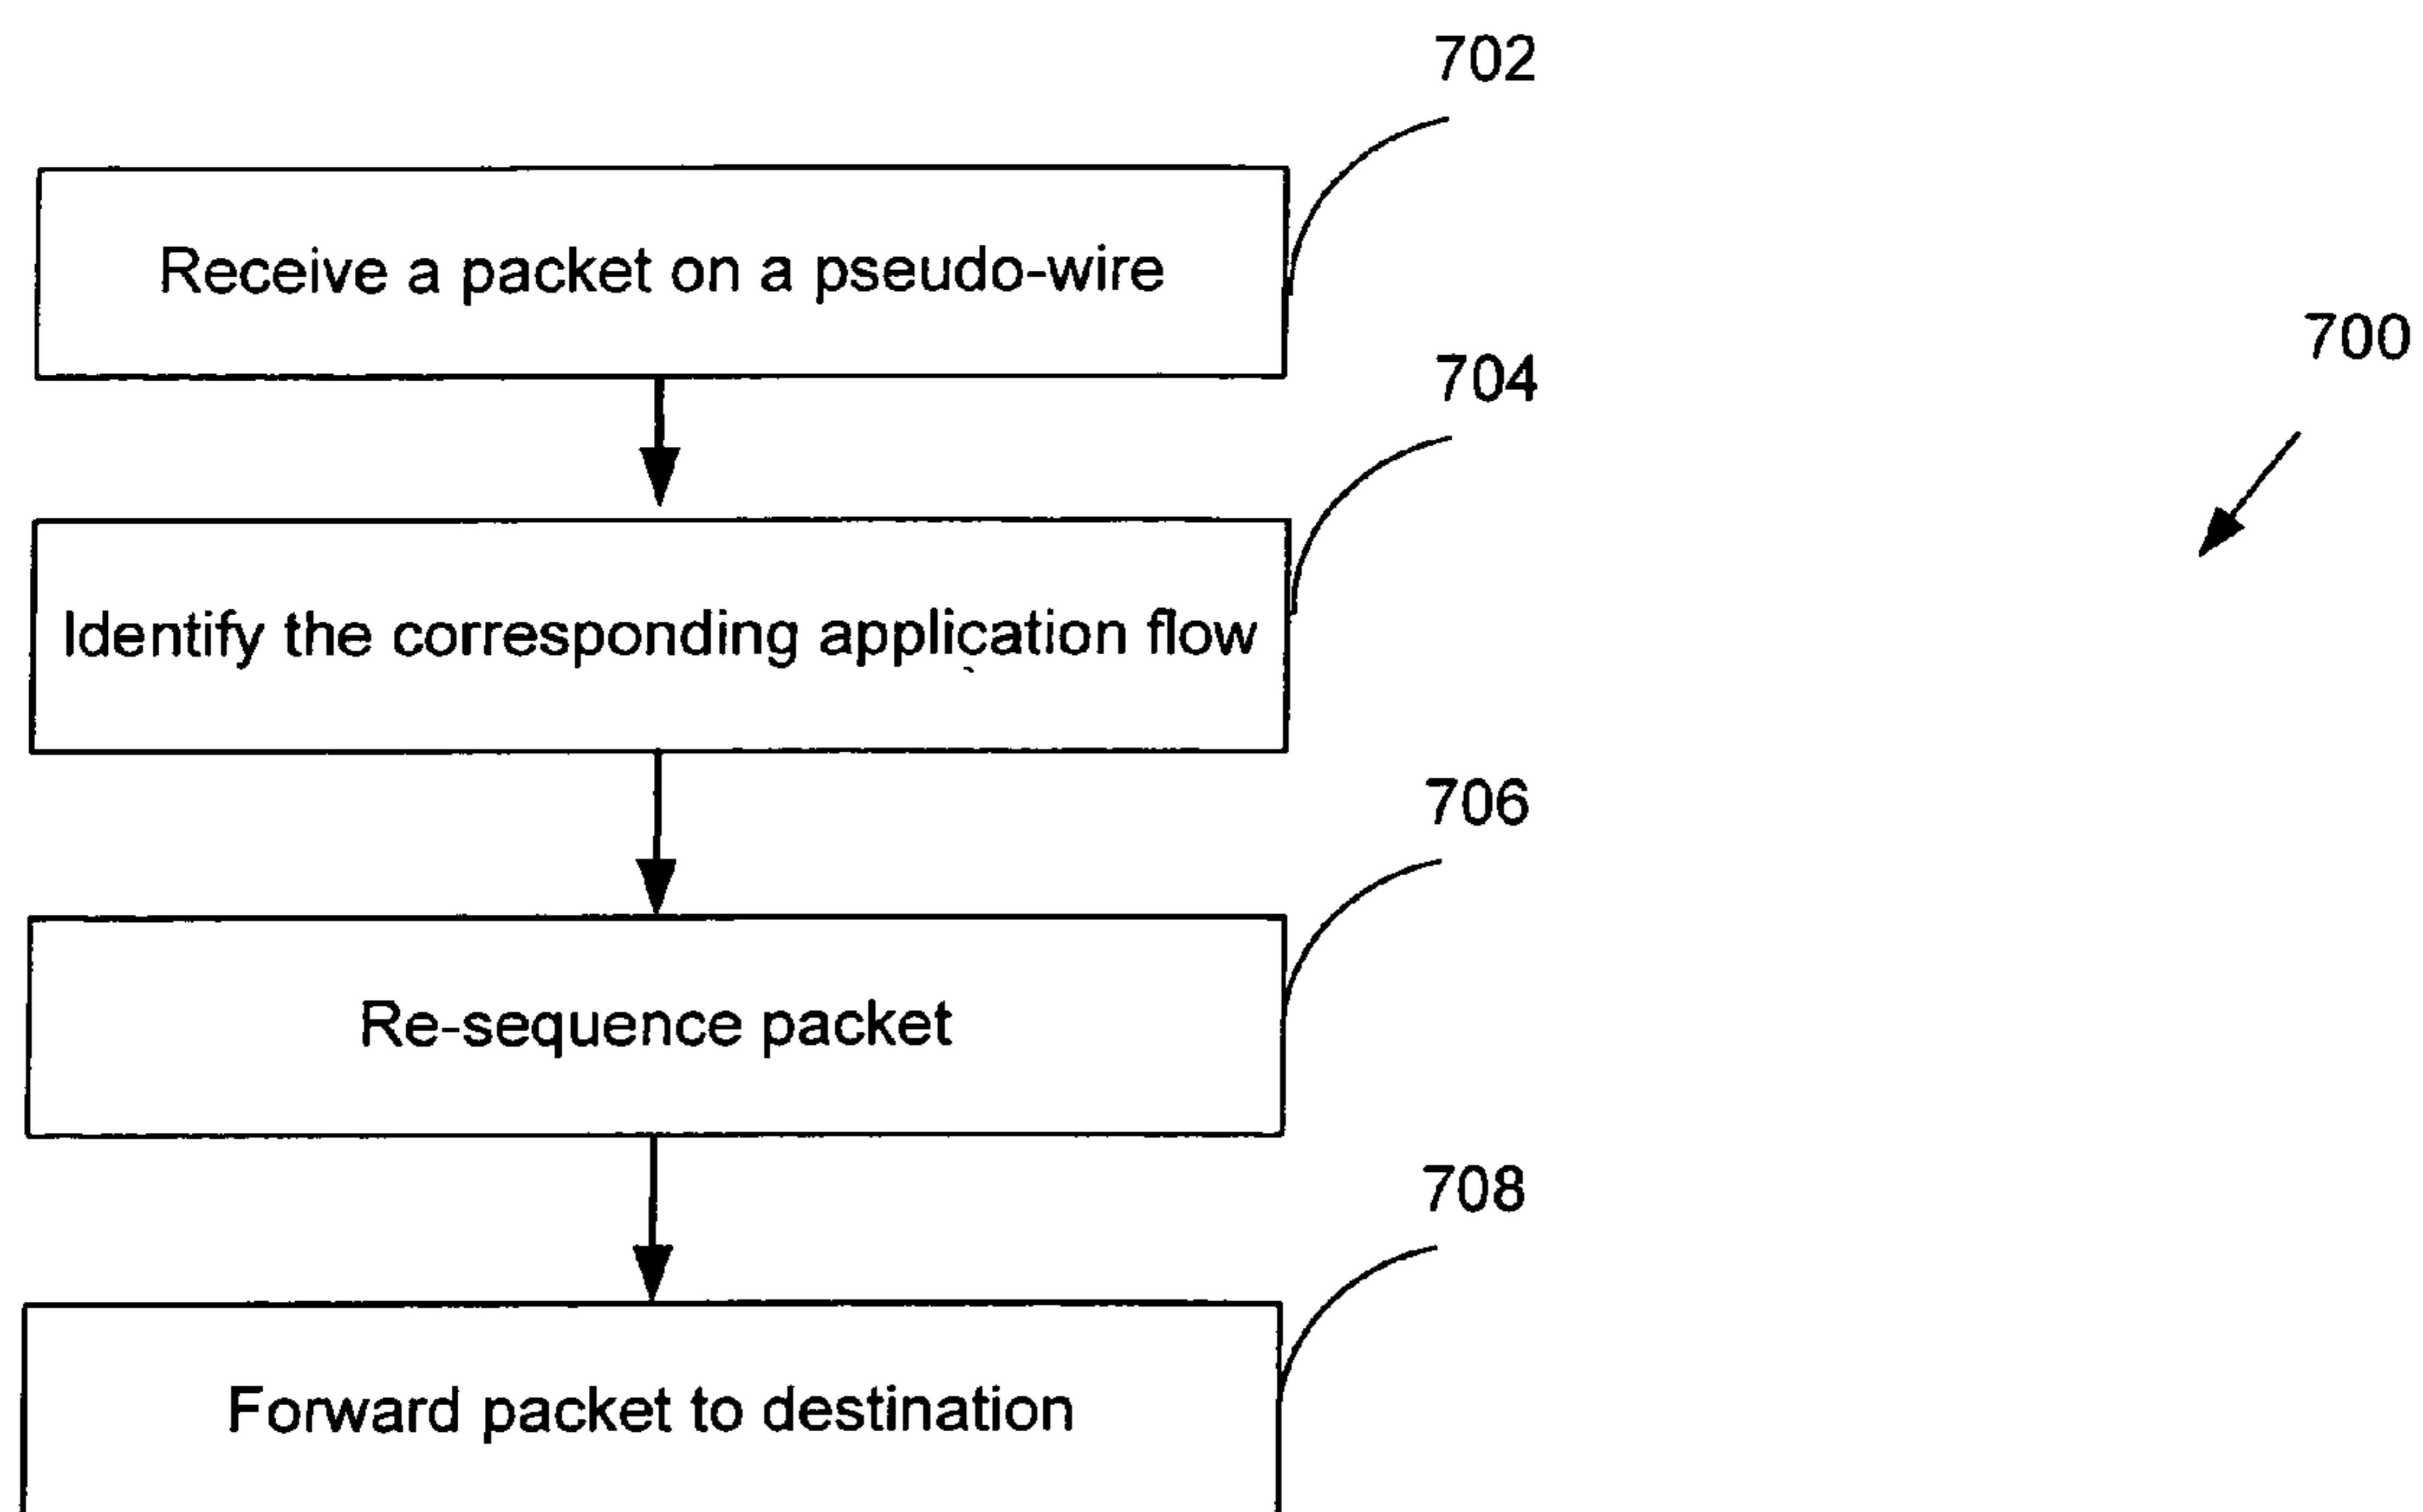 702
Receive a packet on a pseudo-wire
700
704
Identify the corresponding application flow
706
Re-sequence packet
708
Forward packet to destination